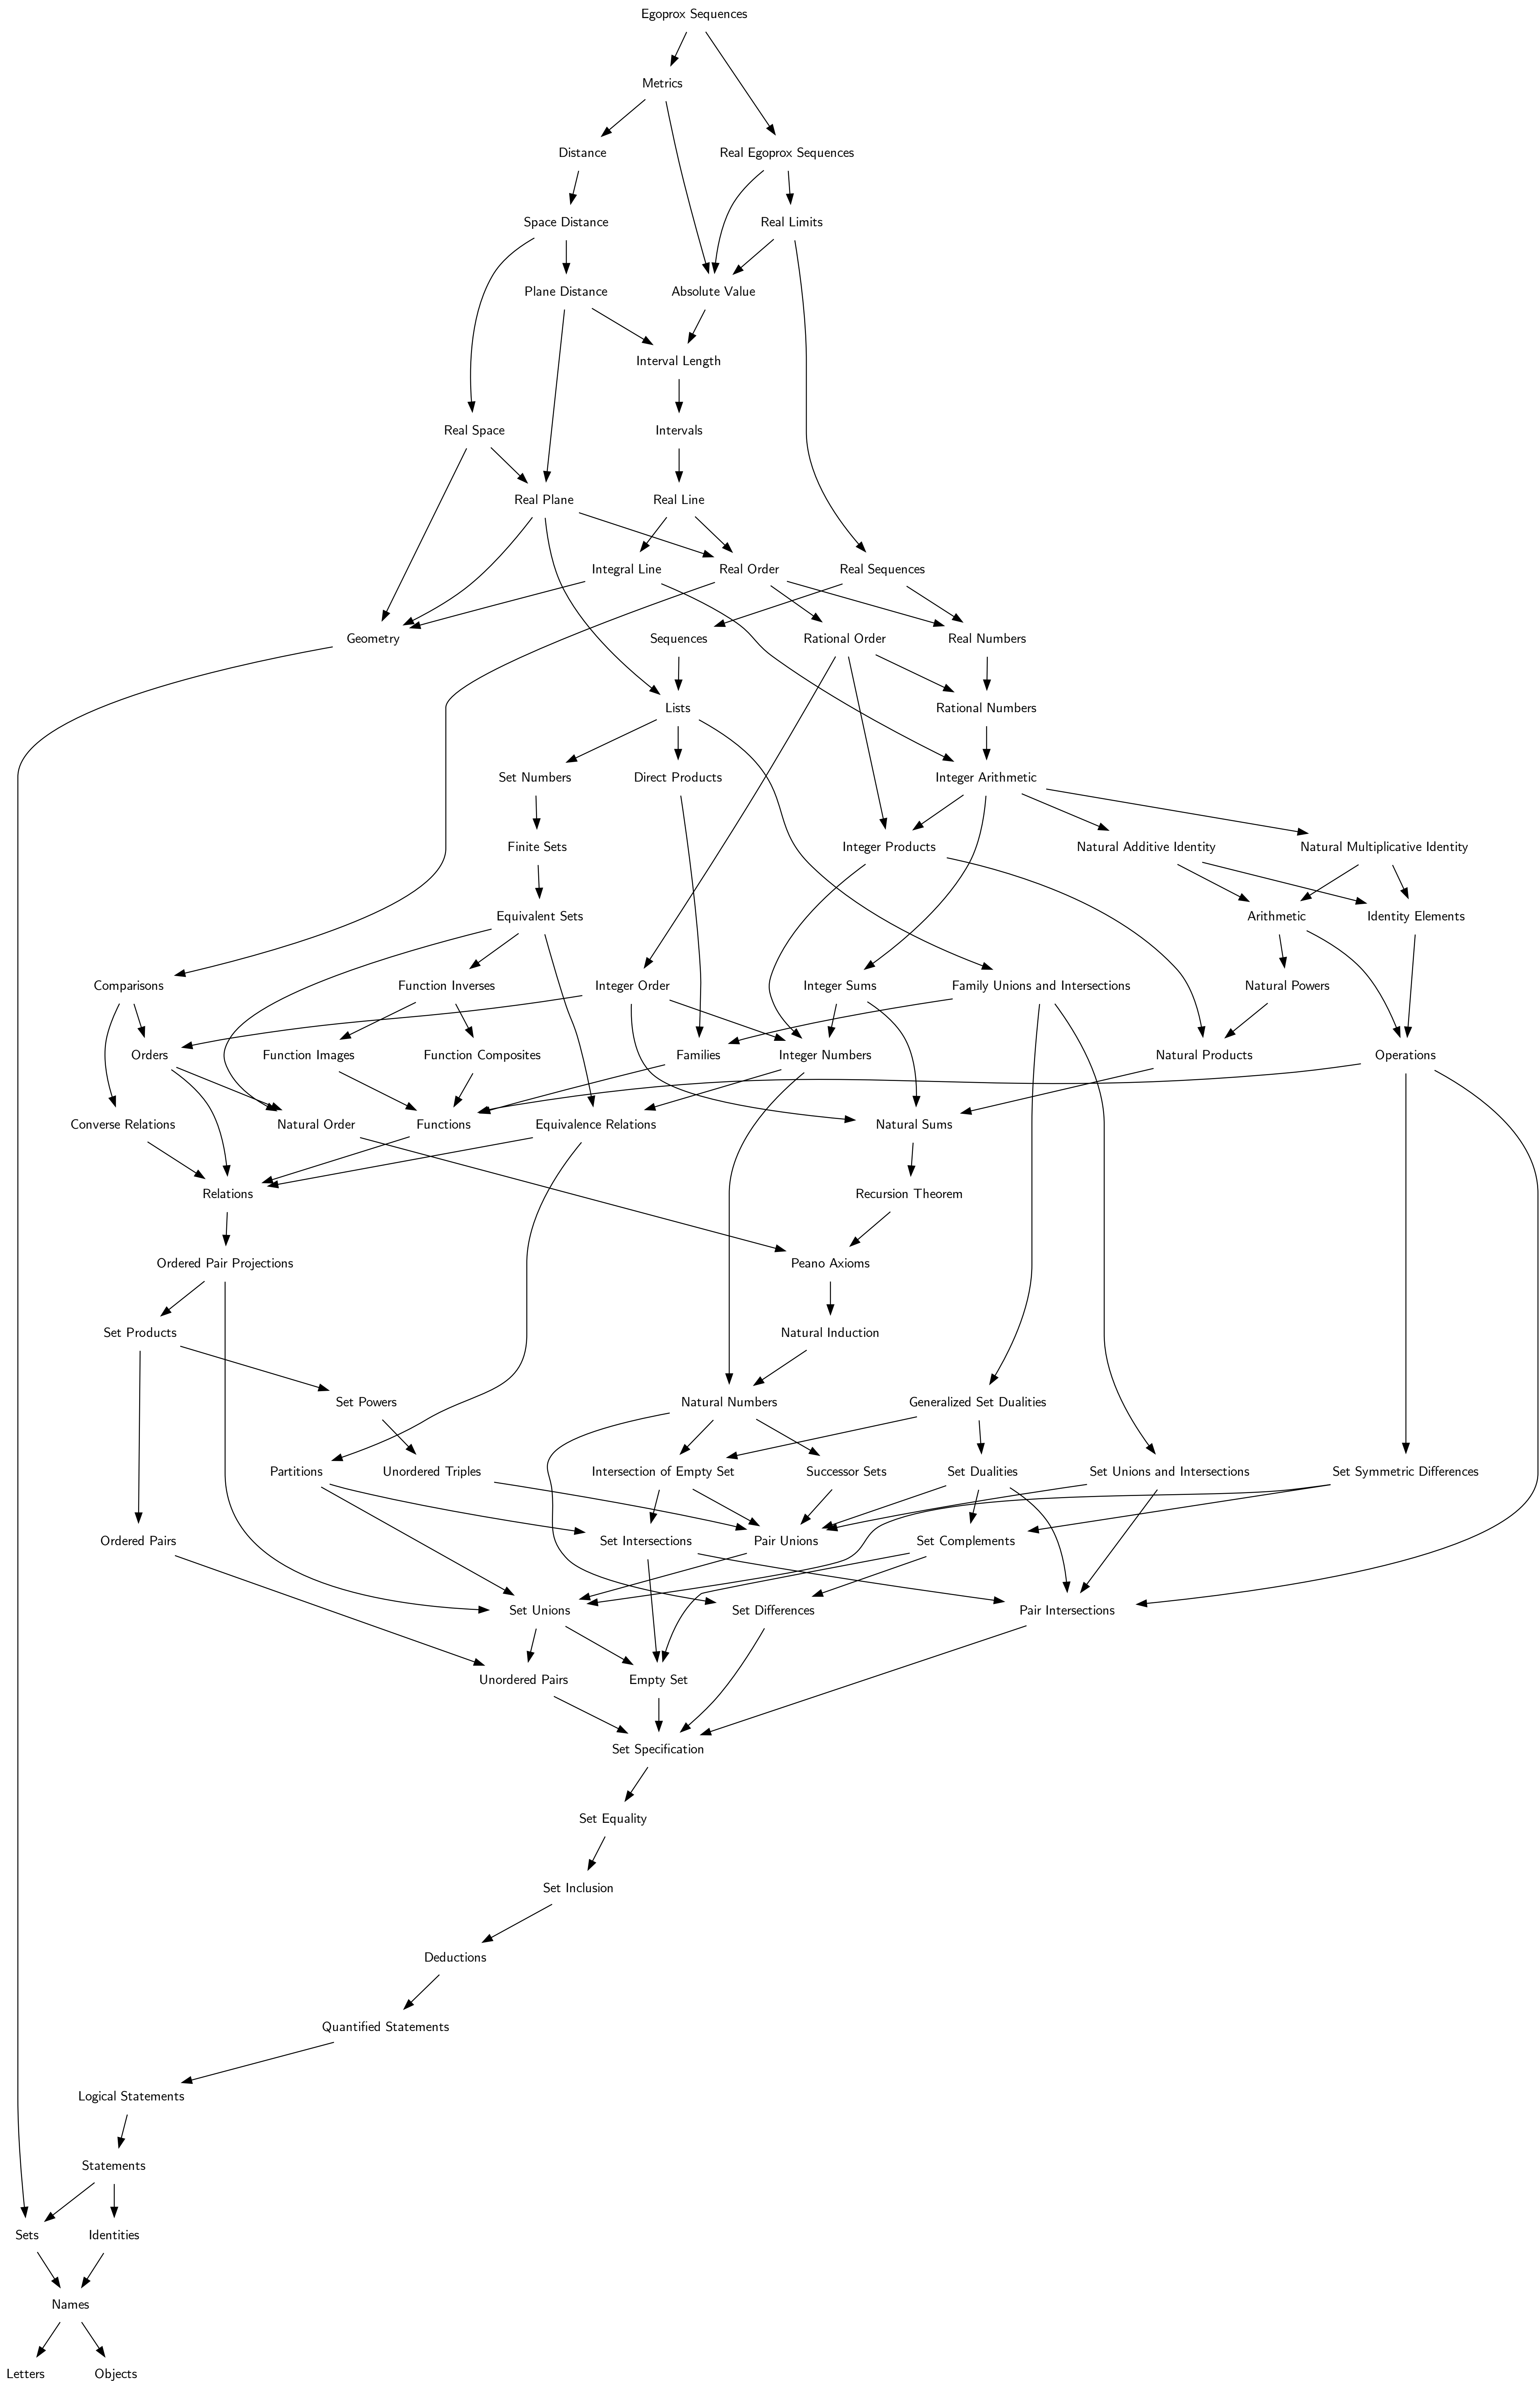 Egoprox Sequences
Metrics
Distance
Real Egoprox Sequences
Space Distance
Real Limits
Plane Distance
Absolute Value
Interval Length
Real Space
Intervals
Real Plane
Real Line
Integral Line
Real Order
Real Sequences
Geometry
Sequences
Rational Order
Real Numbers
Lists
Rational Numbers
Set Numbers
Direct Products
Integer Arithmetic
Finite Sets
Integer Products
Natural Additive Identity
Natural Multiplicative Identity
Equivalent Sets
Arithmetic
Identity Elements
Comparisons
Function Inverses
Integer Order
Integer Sums
Family Unions and Intersections
Natural Powers
Orders
Function Images
Function Composites
Families
Integer Numbers
Natural Products
Operations
Converse Relations
Natural Order
Functions
Equivalence Relations
Natural Sums
Relations
Recursion Theorem
Ordered Pair Projections
Peano Axioms
Set Products
Natural Induction
Set Powers
Natural Numbers
Generalized Set Dualities
Partitions
Unordered Triples
Intersection of Empty Set
Successor Sets
Set Dualities
Set Unions and Intersections
Set Symmetric Differences
Ordered Pairs
Set Intersections
Pair Unions
Set Complements
Set Unions
Set Differences
Pair Intersections
Unordered Pairs
Empty Set
Set Specification
Set Equality
Set Inclusion
Deductions
Quantified Statements
Logical Statements
Statements
Sets
Identities
Names
Letters
Objects